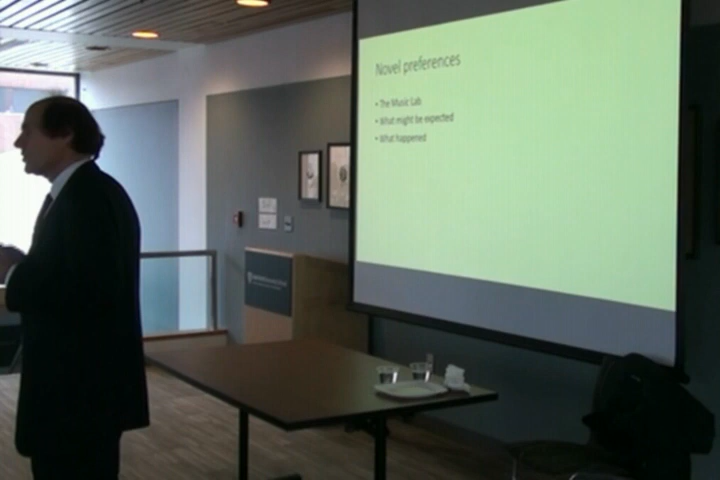 Novel preferences
• The Music Lab
• What might be expected
• What happened